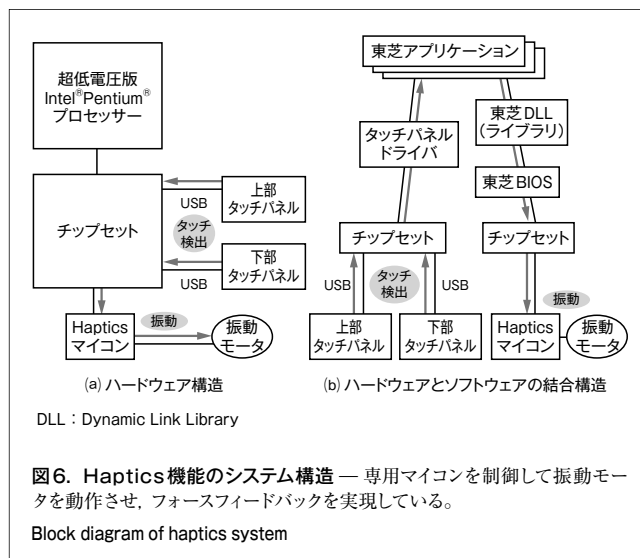 超低電圧版
Intel®Pentium®
プロセッサー
チップセット
USB
上部
タッチパネル
タッチ
検出
USB
下部
タッチパネル
Haptics
マイコン
振動
振動
モータ
(a) ハードウェア構造
東芝アプリケーション
タッチパネル
ドライバ
東芝DLL
(ライブラリ)
東芝BIOS
チップセット
チップセット
USB
タッチ
検出
USB
振動
上部
タッチパネル
下部
タッチパネル
Haptics
マイコン
振動
モータ
(b) ハードウェアとソフトウェアの結合構造
DLL：Dynamic Link Library
図6. Haptics機能のシステム構造 — 専用マイコンを制御して振動モー
タを動作させ，フォースフィードバックを実現している。
Block diagram of haptics system